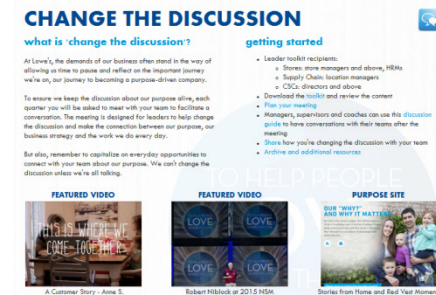 CHANGE THE DISCUSSION
what is 'change the discussion'?
At Lowe's, the demands of our business often stand in the way of
allowing us time to pause and reflect on the important journey
we're on, our journey to becoming a purpose-driven company.
To ensure we keep the discussion about our purpose alive, each
quarter you will be asked to meet with your team to facilitate a
conversation. The meeting is designed for leaders to help change
the discussion and make the connection between our purpose, our
business strategy and the work we do every day.
But also, remember to capitalize on everyday opportunities to
connect with your team about our purpose. We can't change the
discussion unless we're all talking.
getting started
• Leader toolkit recipients:
o Stores: store managers and above, HRMs
o Supply Chain: location managers
o CSCs: directors and above
• Download the toolkit and review the content
• Plan your meeting
• Managers, supervisors and coaches can use this discussion
guide to have conversations with their teams after the
meeting
• Share how you're changing the discussion with your team
• Archive and additional resources
TO HELP PEOPLE
FEATURED VIDEO
THIS IS WHERE WE
COME TOGETHER
A Customer Story - Anne S.
FEATURED VIDEO
LOVE
LOVE
LOVE
LOVE
Robert Niblock at 2015 NSM
PURPOSE SITE
OUR "WHY?"
AND WHY IT MATTERS
Stories from Home and Red Vest Momen